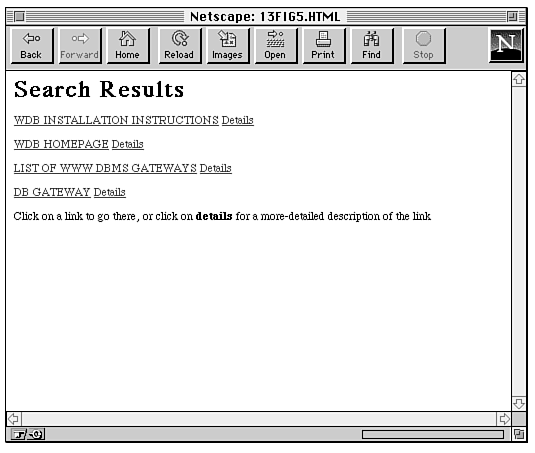 Netscape: 13FIG5.HTML
Back Forward Home Reload Images Open Print Find Stop N
Search Results
WDB INSTALLATION INSTRUCTIONS Details
WDB HOMEPAGE Details
LIST OF WWW DBMS GATEWAYS Details
DB GATEWAY Details
Click on a link to go there, or click on details for a more-detailed description of the link